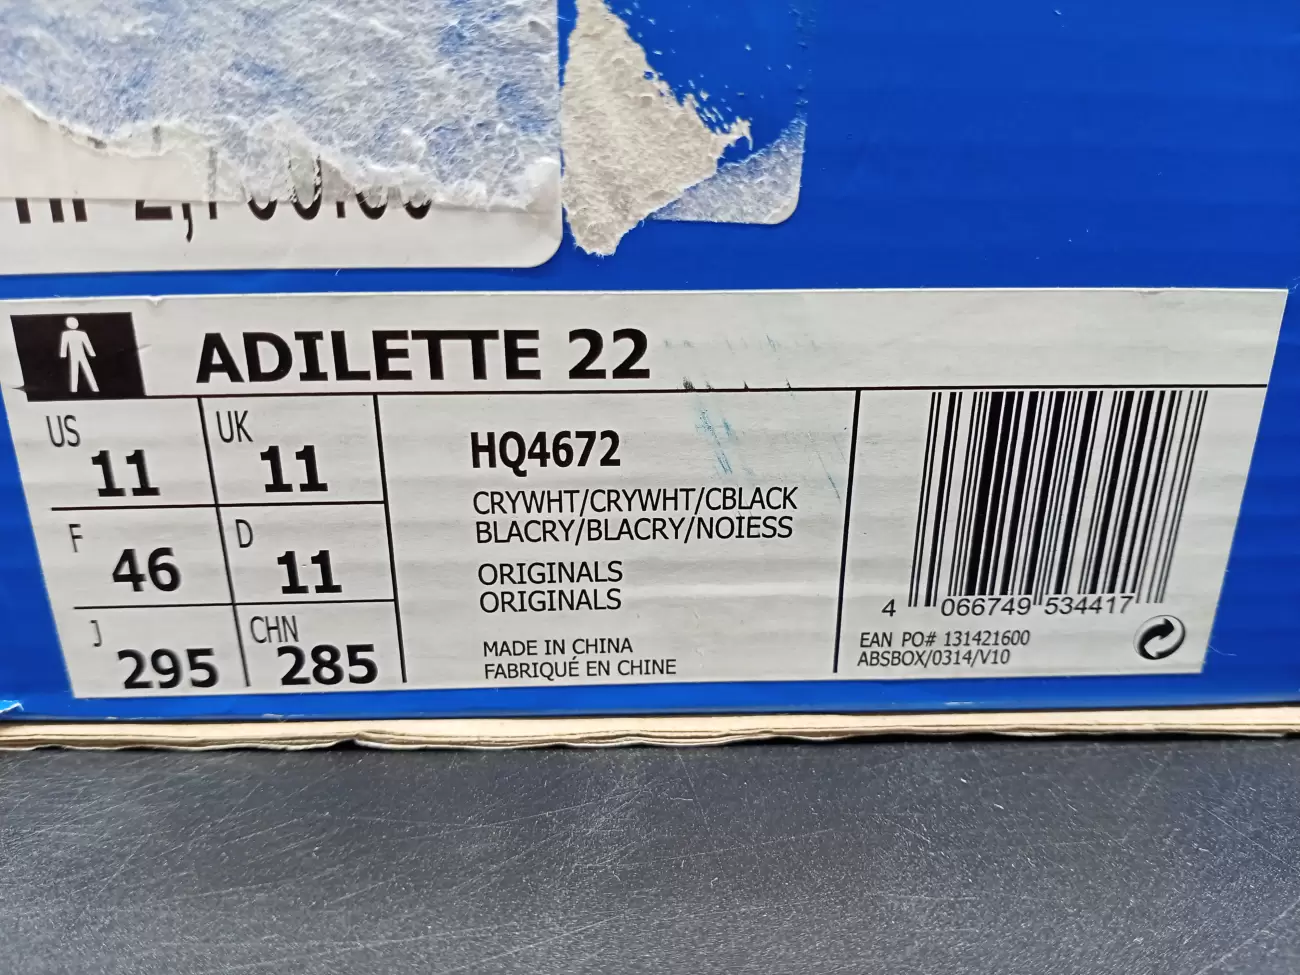 ADILETTE 22
US 11
UK 11
F 46
D 11
J 295
CHN 285
HQ4672
CRYWHT/CRYWHT/CBLACK
BLACRY/BLACRY/NOIESS
ORIGINALS
ORIGINALS
MADE IN CHINA
FABRIQUÉ EN CHINE
4 066749 534417
EAN PO# 131421600
ABSBOX/0314/V10